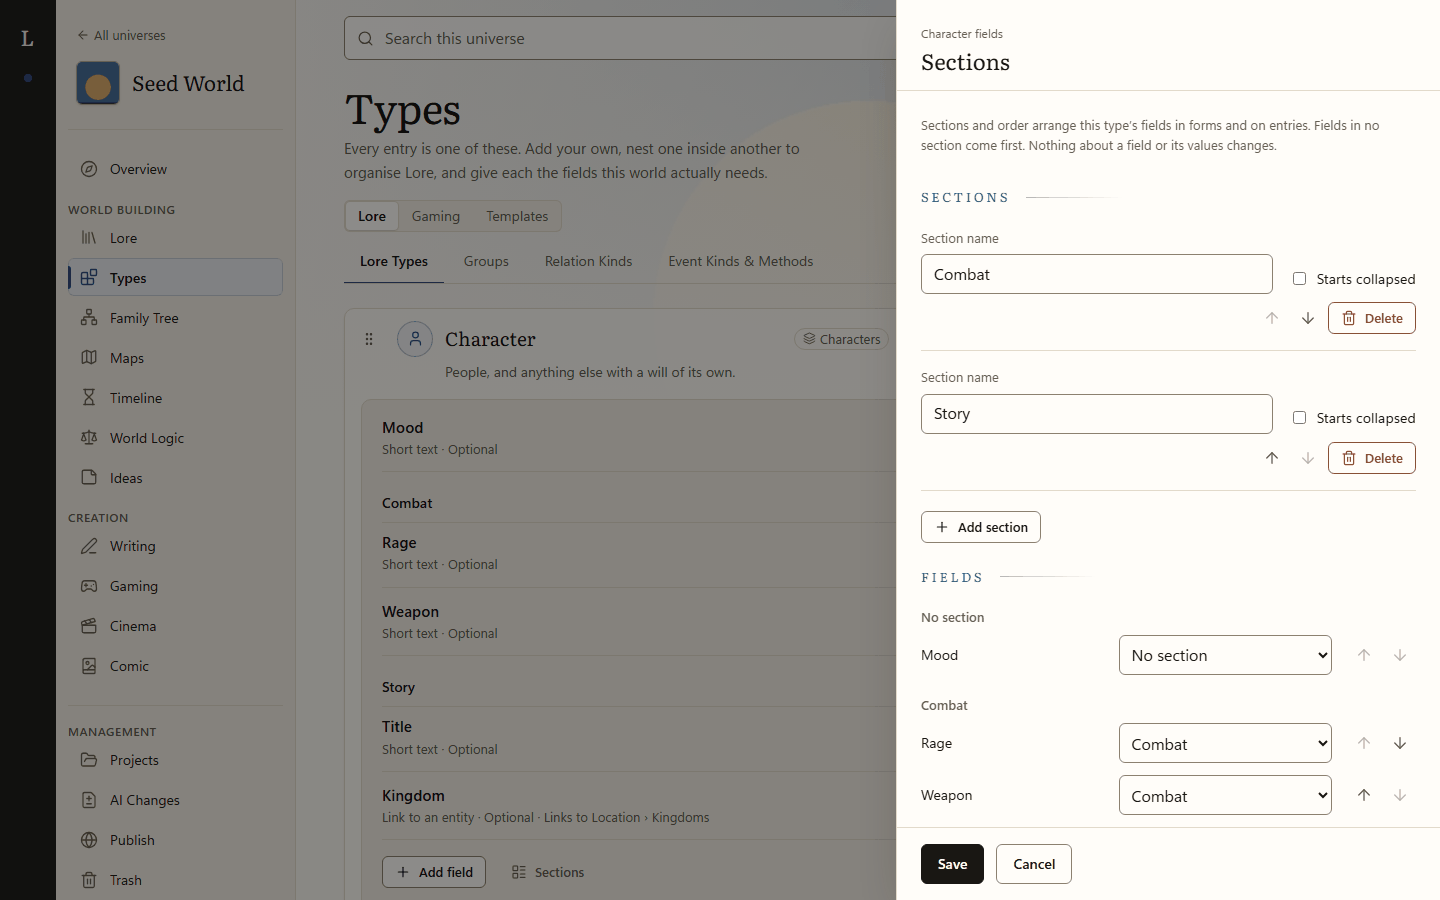 L
All universes
Seed World
Overview
WORLD BUILDING
Lore
Types
Family Tree
Maps
Timeline
World Logic
Ideas
CREATION
Writing
Gaming
Cinema
Comic
MANAGEMENT
Projects
AI Changes
Publish
Trash
Search this universe
Types
Every entry is one of these. Add your own, nest one inside another to
organise Lore, and give each the fields this world actually needs.
Lore Gaming Templates
Lore Types Groups Relation Kinds Event Kinds & Methods
Character Characters
People, and anything else with a will of its own.
Mood
Short text · Optional
Combat
Rage
Short text · Optional
Weapon
Short text · Optional
Story
Title
Short text · Optional
Kingdom
Link to an entity · Optional · Links to Location › Kingdoms
Add field Sections
Character fields
Sections
Sections and order arrange this type's fields in forms and on entries. Fields in no
section come first. Nothing about a field or its values changes.
SECTIONS
Section name
Combat Starts collapsed
Delete
Section name
Story Starts collapsed
Delete
Add section
FIELDS
No section
Mood No section
Combat
Rage Combat
Weapon Combat
Save Cancel